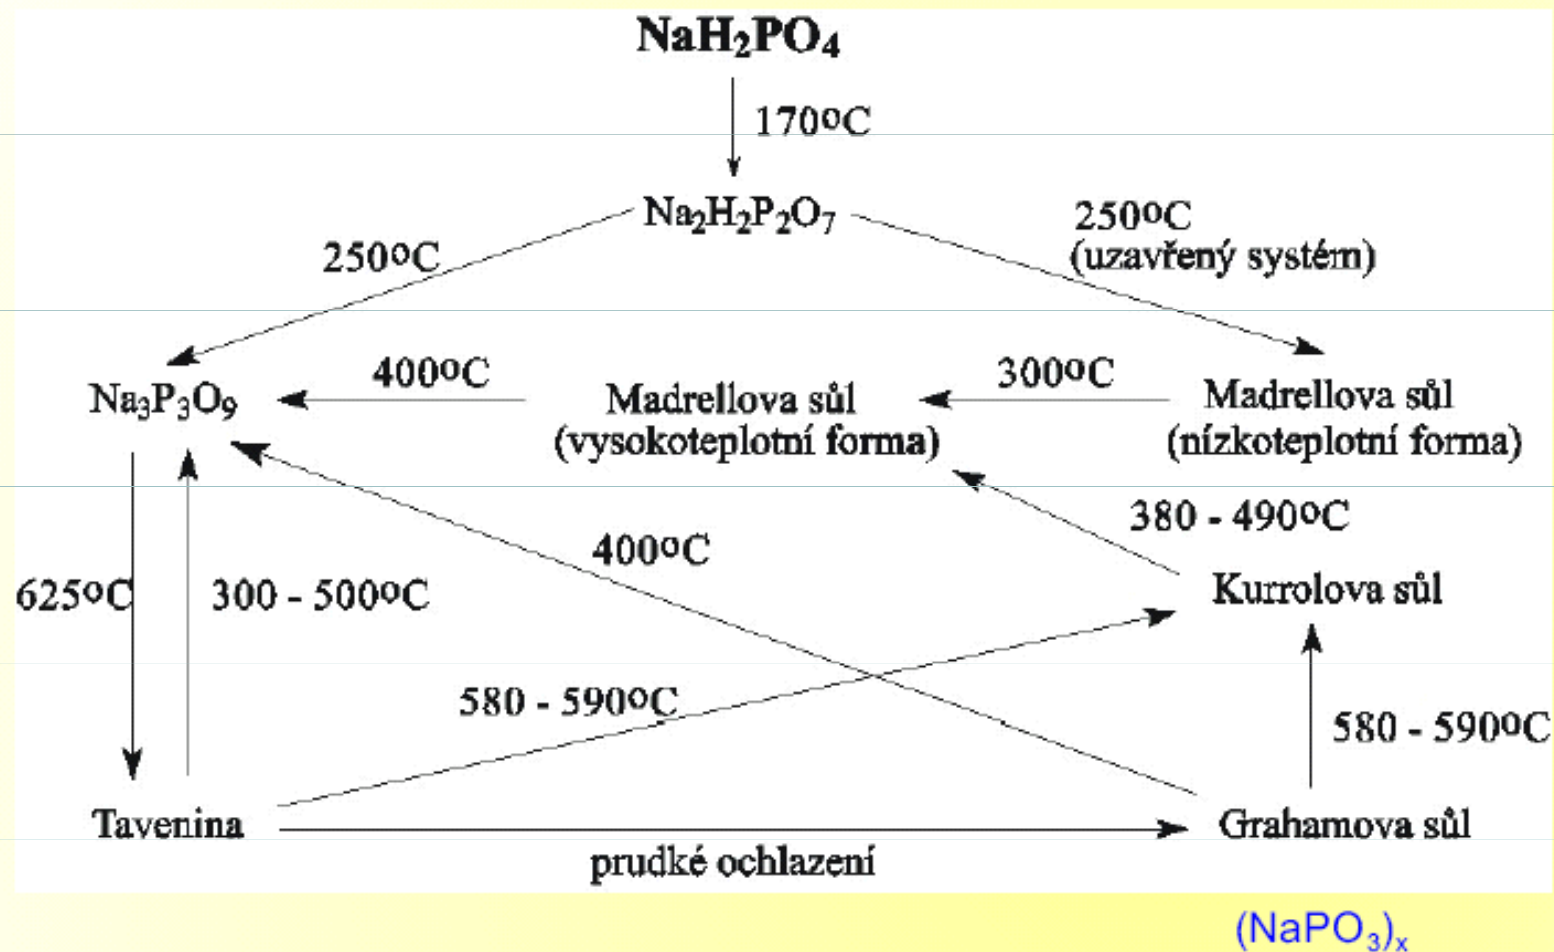 NaH₂PO₄
170ºC
Na₂H₂P₂O₇
250ºC
250ºC
(uzavřený systém)
Na₃P₃O₉
400ºC
Madrellova sůl
(vysokoteplotní forma)
300ºC
Madrellova sůl
(nízkoteplotní forma)
380 - 490ºC
400ºC
625ºC
300 - 500ºC
Kurrolova sůl
580 - 590ºC
580 - 590ºC
Tavenina
Grahamova sůl
prudké ochlazení
(NaPO₃)ₓ